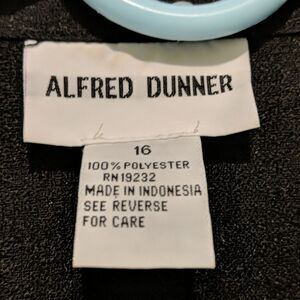 ALFRED DUNNER
16
100% POLYESTER
RN 19232
MADE IN INDONESIA
SEE REVERSE
FOR CARE